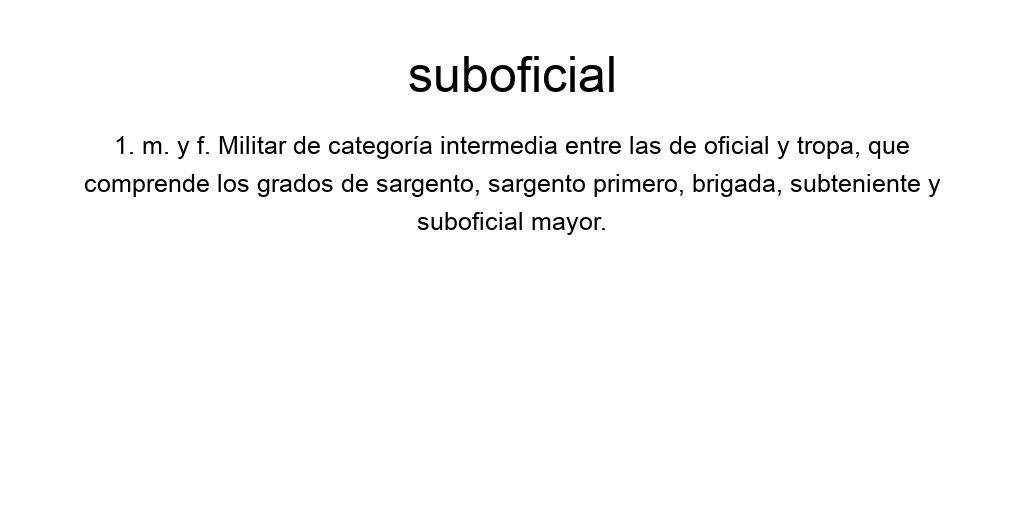 suboficial
1. m. y f. Militar de categoría intermedia entre las de oficial y tropa, que
comprende los grados de sargento, sargento primero, brigada, subteniente y
suboficial mayor.